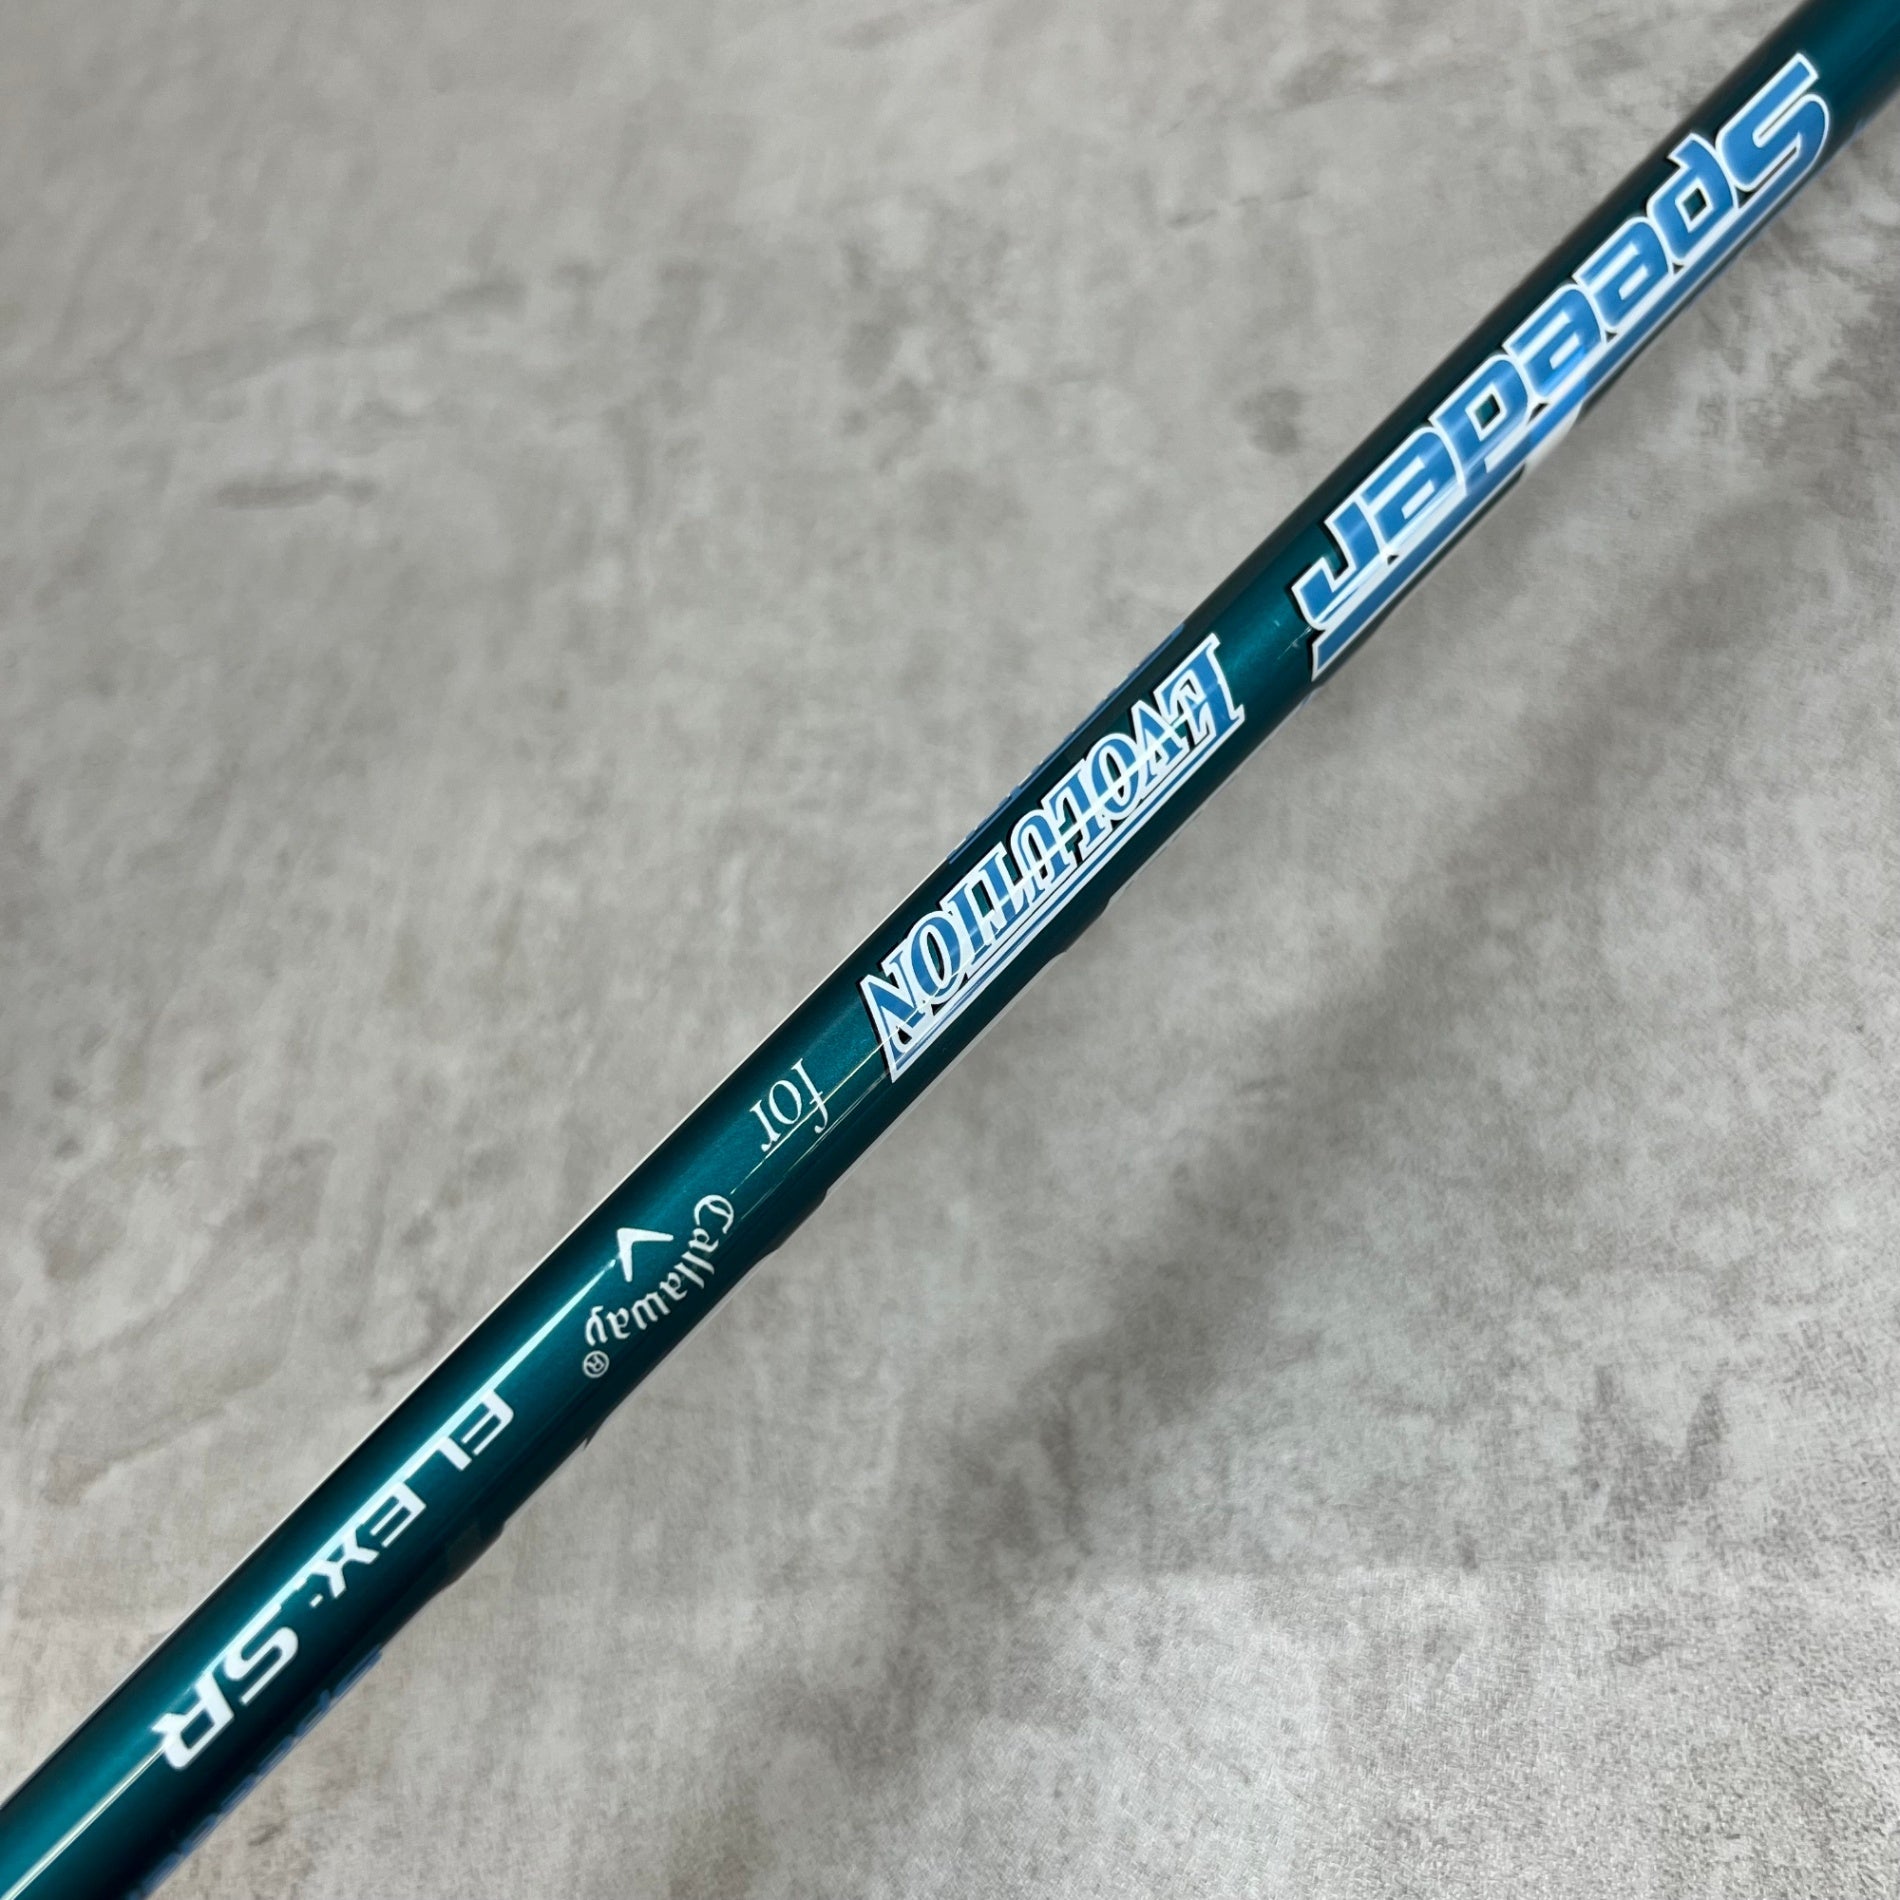 Speeder
EVOLUTION
for
Callaway®
FLEX·SR